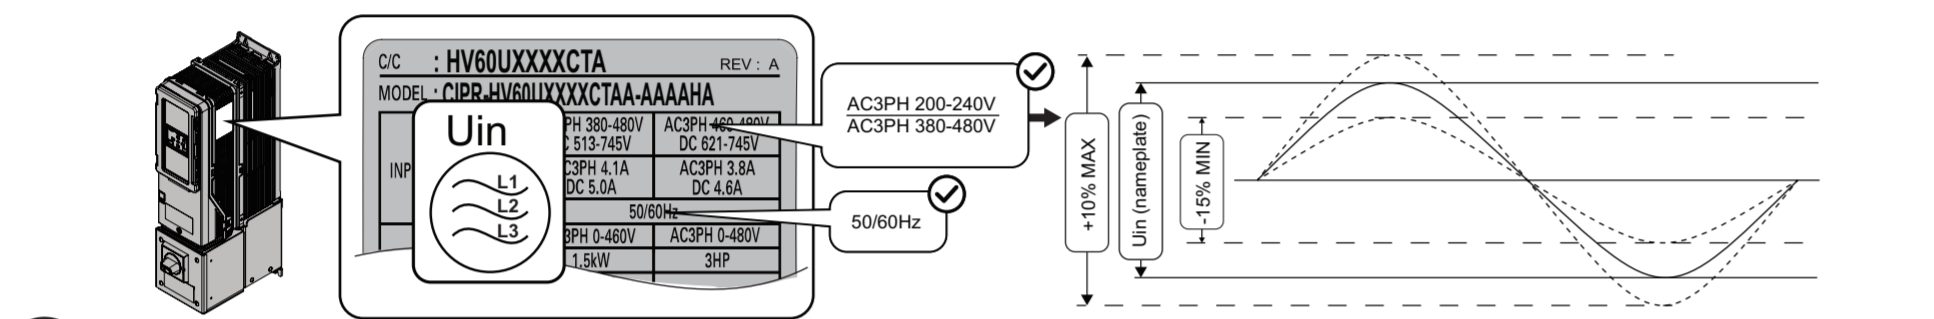 C/C : HV60UXXXXCTA REV : A
MODEL : CIPR-HV60UXXXXCTAA-AAAAHA
Uin
L1
L2
L3
INP
PH 380-480V AC3PH 460-480V
513-745V DC 621-745V
C3PH 4.1A AC3PH 3.8A
DC 5.0A DC 4.6A
50/60Hz
3PH 0-460V AC3PH 0-480V
1.5kW 3HP
AC3PH 200-240V
AC3PH 380-480V
50/60Hz
+10% MAX
Uin (nameplate)
-15% MIN